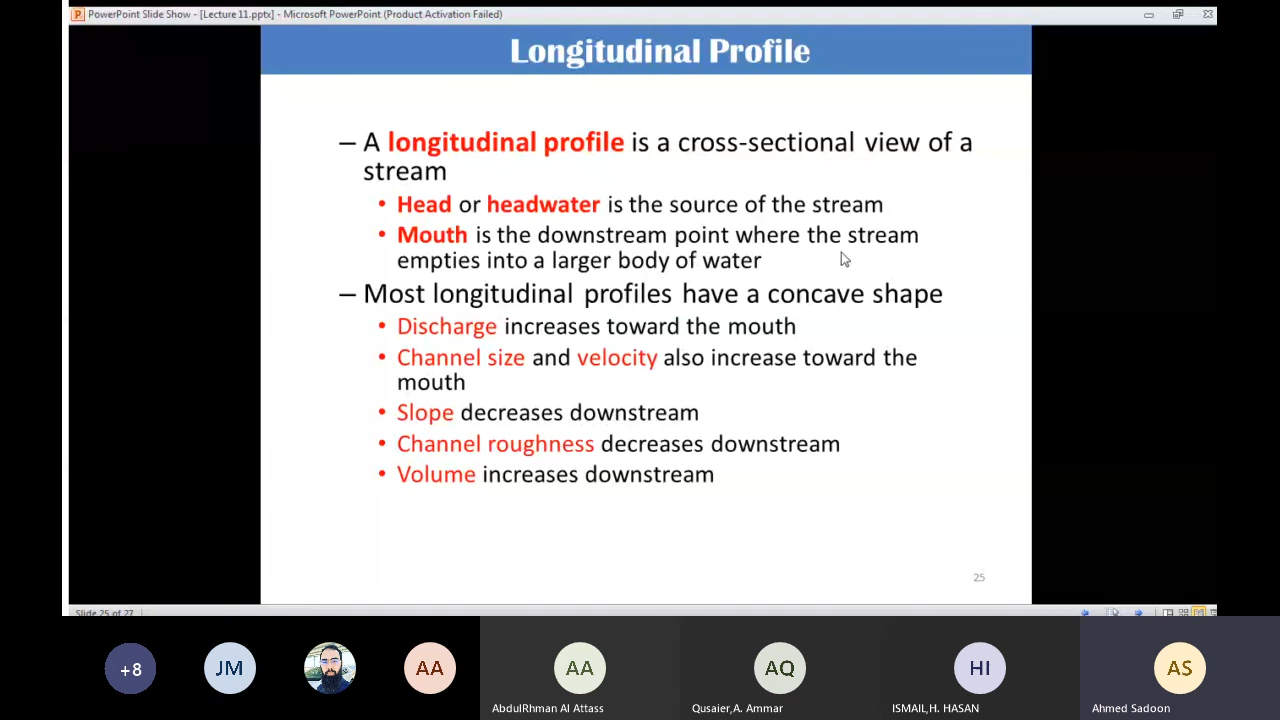 PowerPoint Slide Show - [Lecture 11.pptx] - Microsoft PowerPoint (Product Activation Failed)
Longitudinal Profile
– A longitudinal profile is a cross-sectional view of a
stream
• Head or headwater is the source of the stream
• Mouth is the downstream point where the stream
empties into a larger body of water
– Most longitudinal profiles have a concave shape
• Discharge increases toward the mouth
• Channel size and velocity also increase toward the
mouth
• Slope decreases downstream
• Channel roughness decreases downstream
• Volume increases downstream
25
Slide 25 of 27
+8
JM
AA
AA
AQ
HI
AS
AbdulRhman Al Attass
Qusaier,A. Ammar
ISMAIL,H. HASAN
Ahmed Sadoon